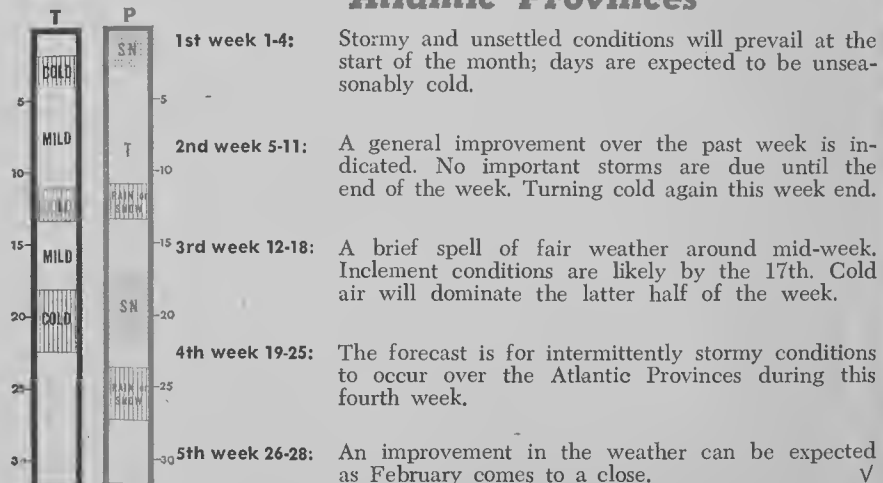 Atlantic Provinces
T P
1st week 1-4: Stormy and unsettled conditions will prevail at the
start of the month; days are expected to be unsea-
sonably cold.
2nd week 5-11: A general improvement over the past week is in-
dicated. No important storms are due until the
end of the week. Turning cold again this week end.
3rd week 12-18: A brief spell of fair weather around mid-week.
Inclement conditions are likely by the 17th. Cold
air will dominate the latter half of the week.
4th week 19-25: The forecast is for intermittently stormy conditions
to occur over the Atlantic Provinces during this
fourth week.
5th week 26-28: An improvement in the weather can be expected
as February comes to a close. V
COLD
5
MILD
10
COLD
15
MILD
20
COLD
25
SN
5
T
10
RAIN or
SNOW
15
SN
20
RAIN or
SNOW
25
30